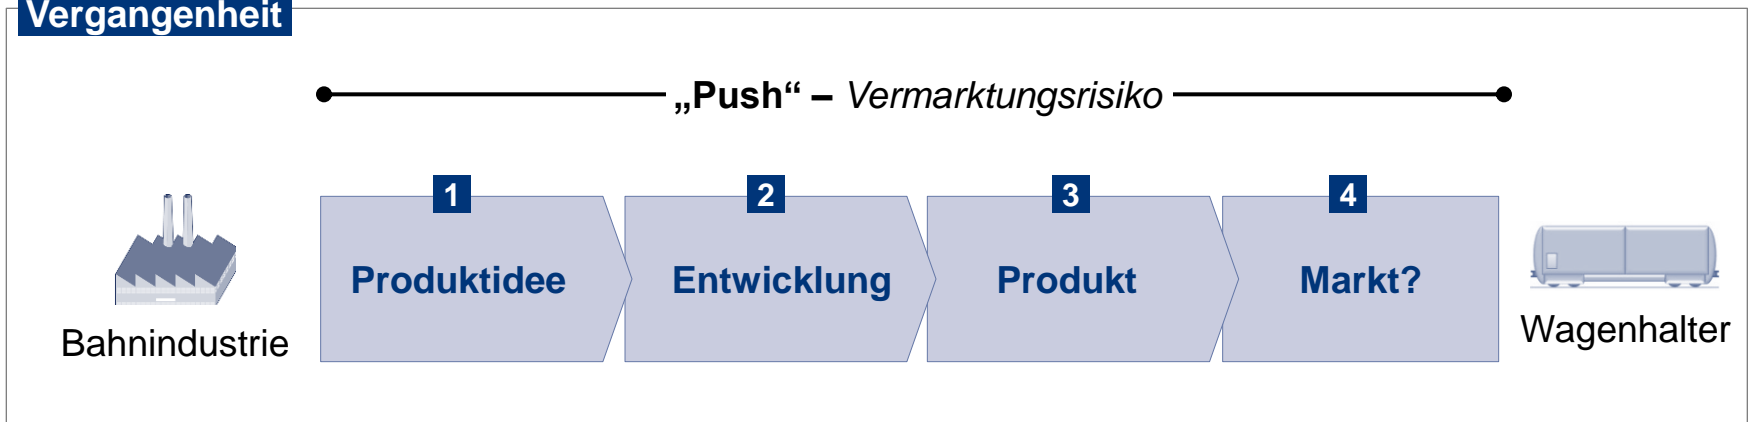 Vergangenheit
„Push“ – Vermarktungsrisiko
1
2
3
4
Produktidee
Entwicklung
Produkt
Markt?
Bahnindustrie
Wagenhalter